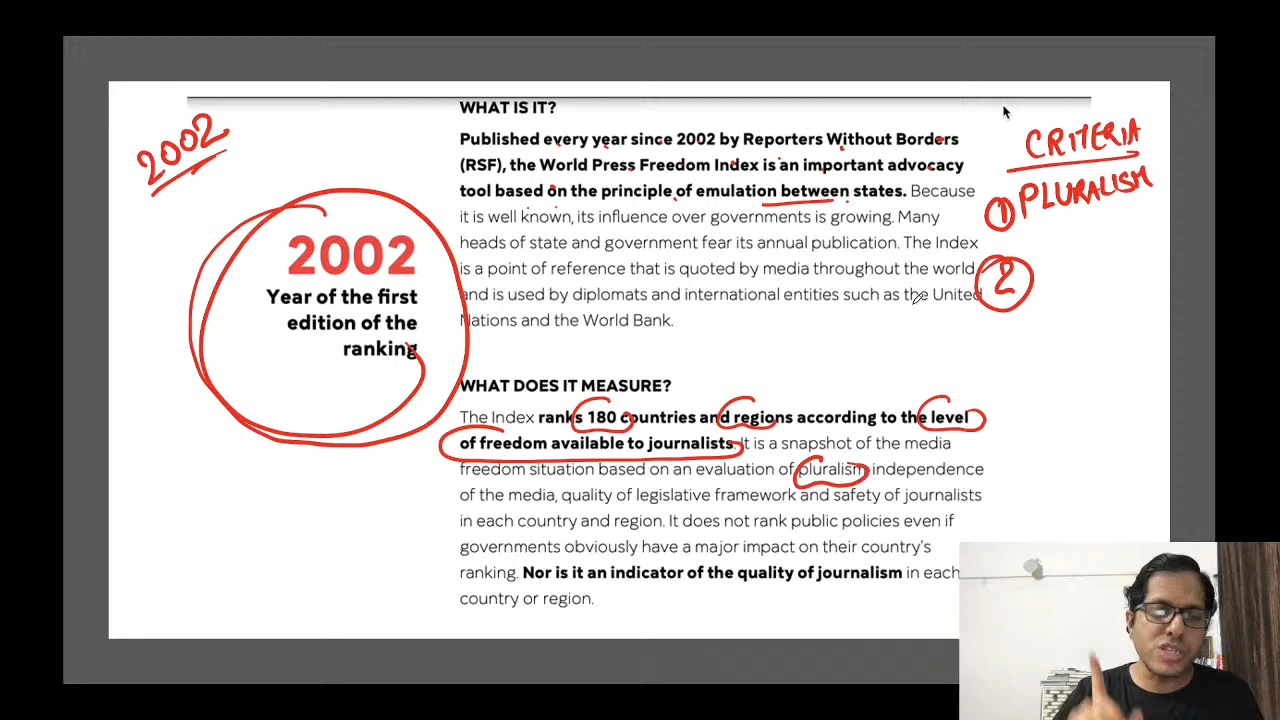 2002
2002
Year of the first
edition of the
ranking
WHAT IS IT?
Published every year since 2002 by Reporters Without Borders
(RSF), the World Press Freedom Index is an important advocacy
tool based on the principle of emulation between states. Because
it is well known, its influence over governments is growing. Many
heads of state and government fear its annual publication. The Index
is a point of reference that is quoted by media throughout the world
and is used by diplomats and international entities such as the United
Nations and the World Bank.
WHAT DOES IT MEASURE?
The Index ranks 180 countries and regions according to the level
of freedom available to journalists. It is a snapshot of the media
freedom situation based on an evaluation of pluralism independence
of the media, quality of legislative framework and safety of journalists
in each country and region. It does not rank public policies even if
governments obviously have a major impact on their country’s
ranking. Nor is it an indicator of the quality of journalism in each
country or region.
CRITERIA
① PLURALISM
②